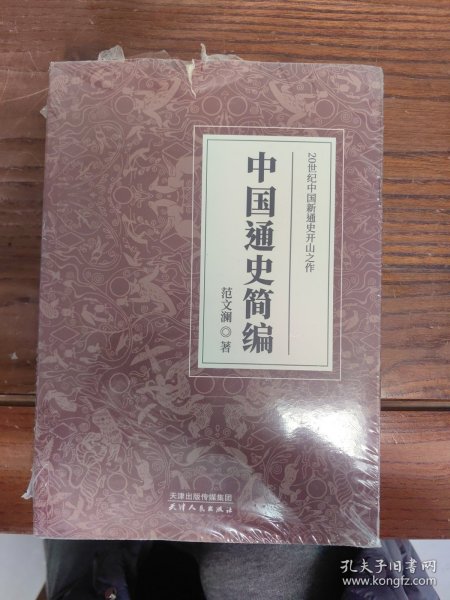 20世纪中国新通史开山之作
中国通史简编
范文澜◎著
天津出版传媒集团
天津人民出版社
孔夫子旧书网
www.kongfz.com